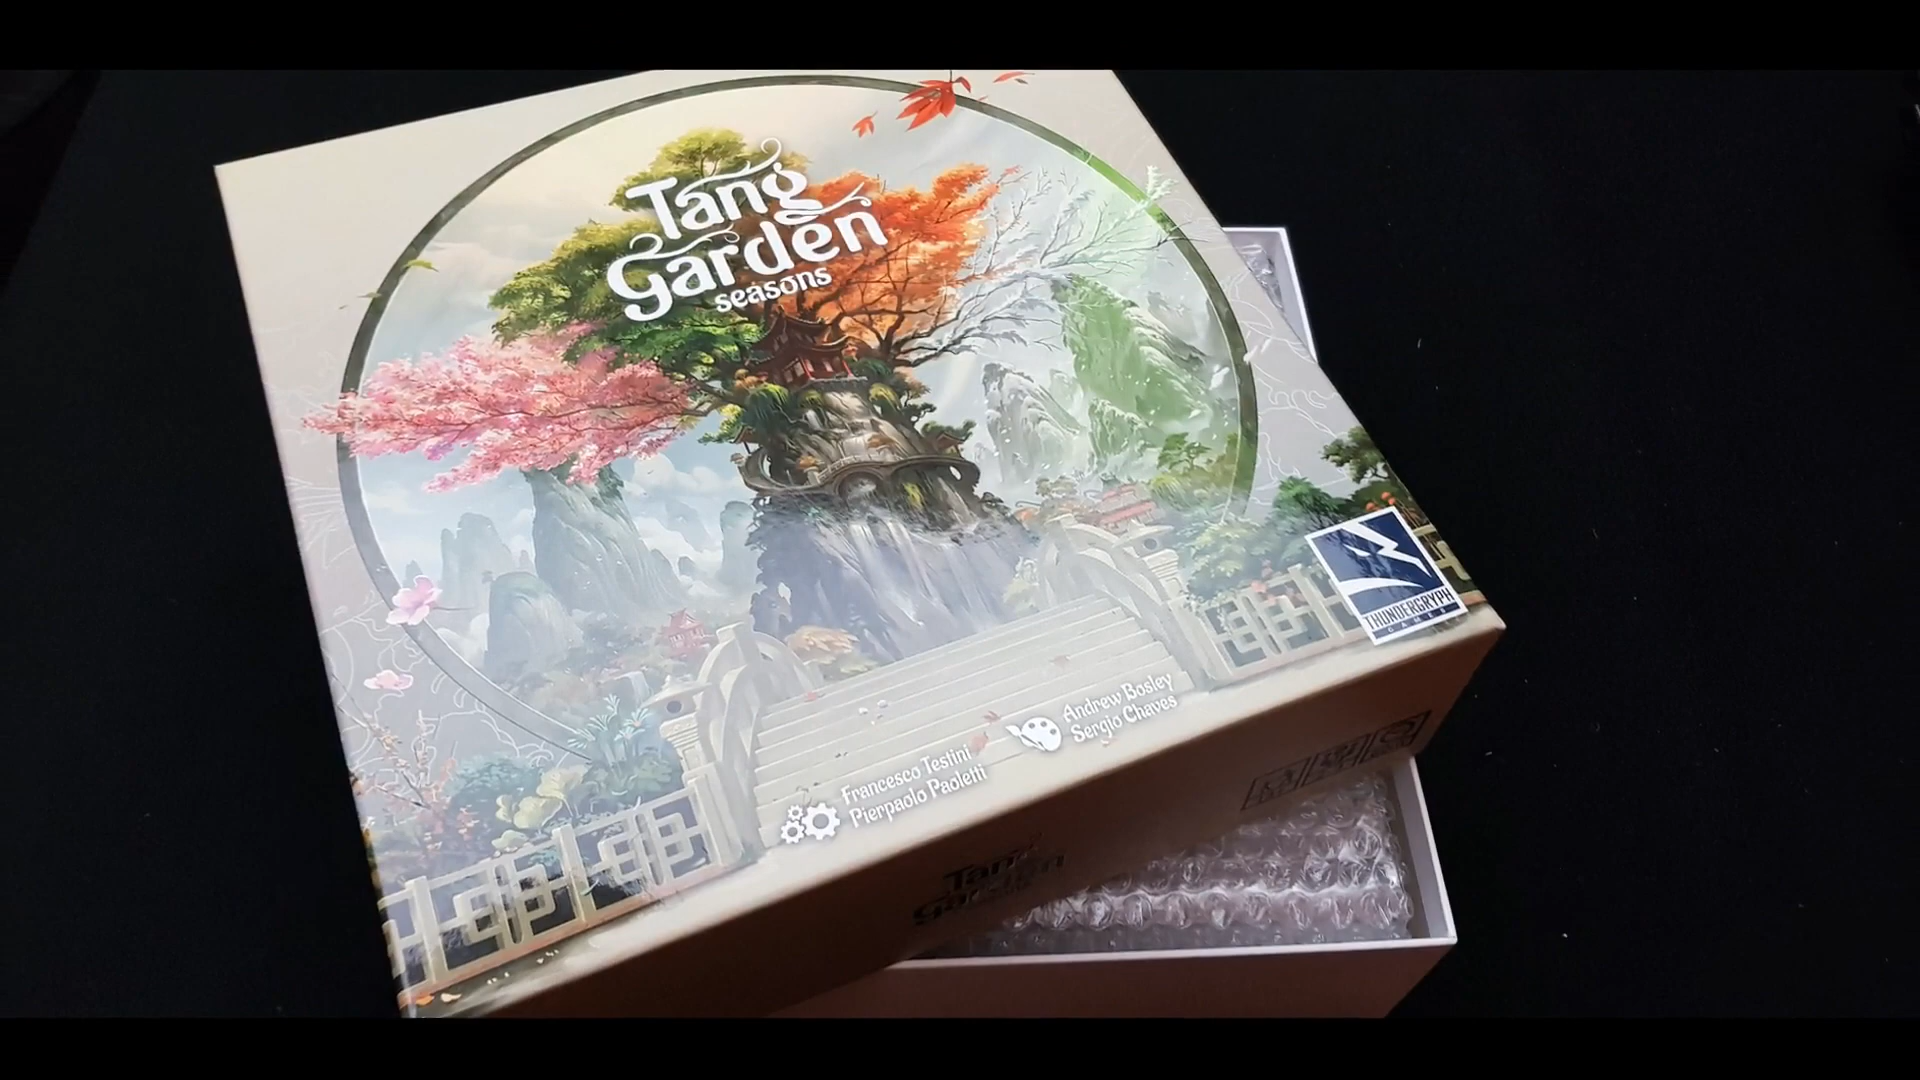 Tang
Garden
seasons
THUNDERGRYPH
GAMES
Andrew Bosley
Sergio Chaves
Francesco Testini
Pierpaolo Paoletti
Tang
Garden